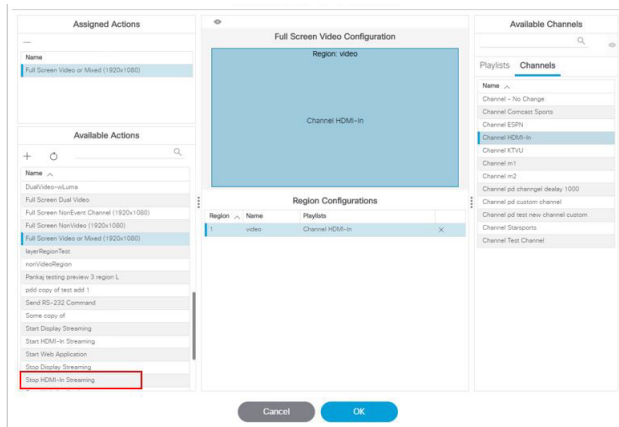 Assigned Actions
Name
Full Screen Video or Mixed (1920x1080)
Available Actions
Name
DualVideo-wiLuma
Full Screen Dual Video
Full Screen NonEvent Channel (1920x1080)
Full Screen NonVideo (1920x1080)
Full Screen Video or Mixed (1920x1080)
layerRegionTest
nonVideoRegion
Pankaj testing preview 3 region L
pdd copy of test add 1
Send RS-232 Command
Some copy of
Start Display Streaming
Start HDMI-In Streaming
Start Web Application
Stop Display Streaming
Stop HDMI-In Streaming
Full Screen Video Configuration
Region: video
Channel HDMI-In
Region Configurations
Region Name Playlists
1 video Channel HDMI-In
Available Channels
Playlists Channels
Name
Channel - No Change
Channel Comcast Sports
Channel ESPN
Channel HDMI-In
Channel KTVU
Channel m1
Channel m2
Channel pd changel dealay 1000
Channel pd custom channel
Channel pd test new channel custom
Channel Starsports
Channel Test Channel
Cancel OK